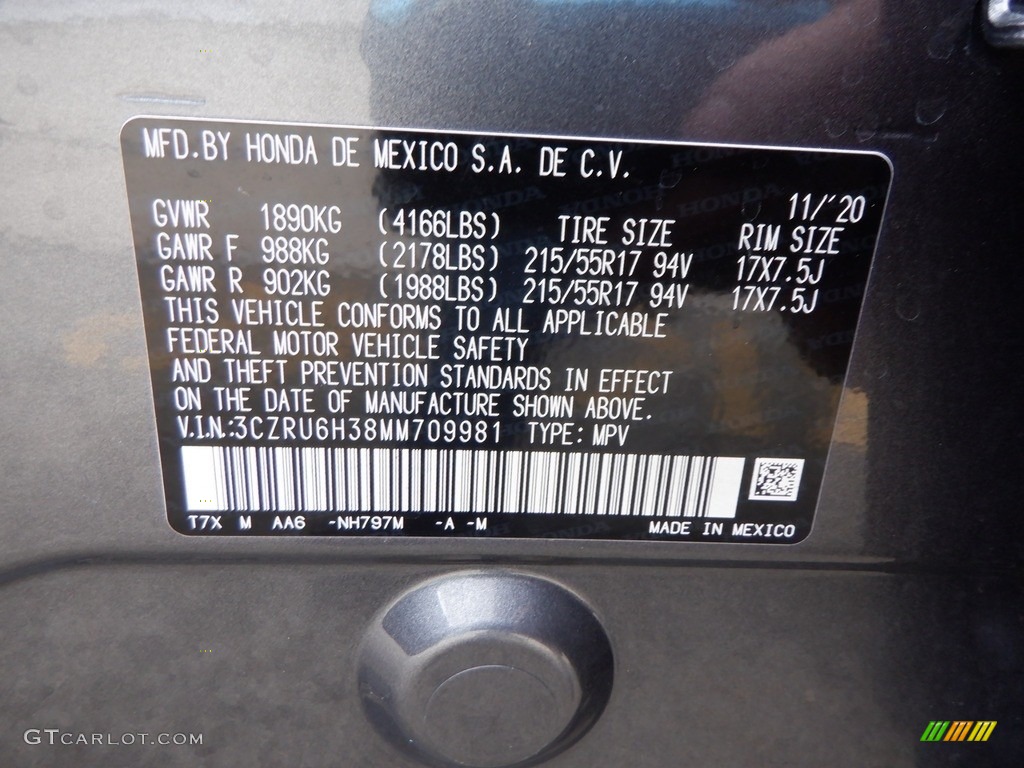 MFD.BY HONDA DE MEXICO S.A. DE C.V.
11/'20
GVWR 1890KG (4166LBS) TIRE SIZE RIM SIZE
GAWR F 988KG (2178LBS) 215/55R17 94V 17X7.5J
GAWR R 902KG (1988LBS) 215/55R17 94V 17X7.5J
THIS VEHICLE CONFORMS TO ALL APPLICABLE
FEDERAL MOTOR VEHICLE SAFETY
AND THEFT PREVENTION STANDARDS IN EFFECT
ON THE DATE OF MANUFACTURE SHOWN ABOVE.
V.I.N.:3CZRU6H38MM709981 TYPE: MPV
T7X M AA6 -NH797M -A -M MADE IN MEXICO
GTCARLOT.COM